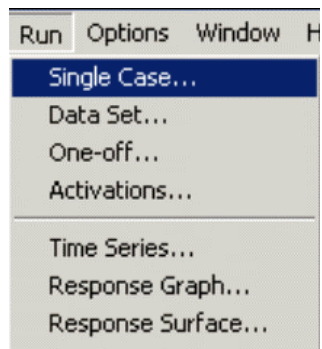 Run Options Window H
Single Case...
Data Set...
One-off...
Activations...
Time Series...
Response Graph...
Response Surface...